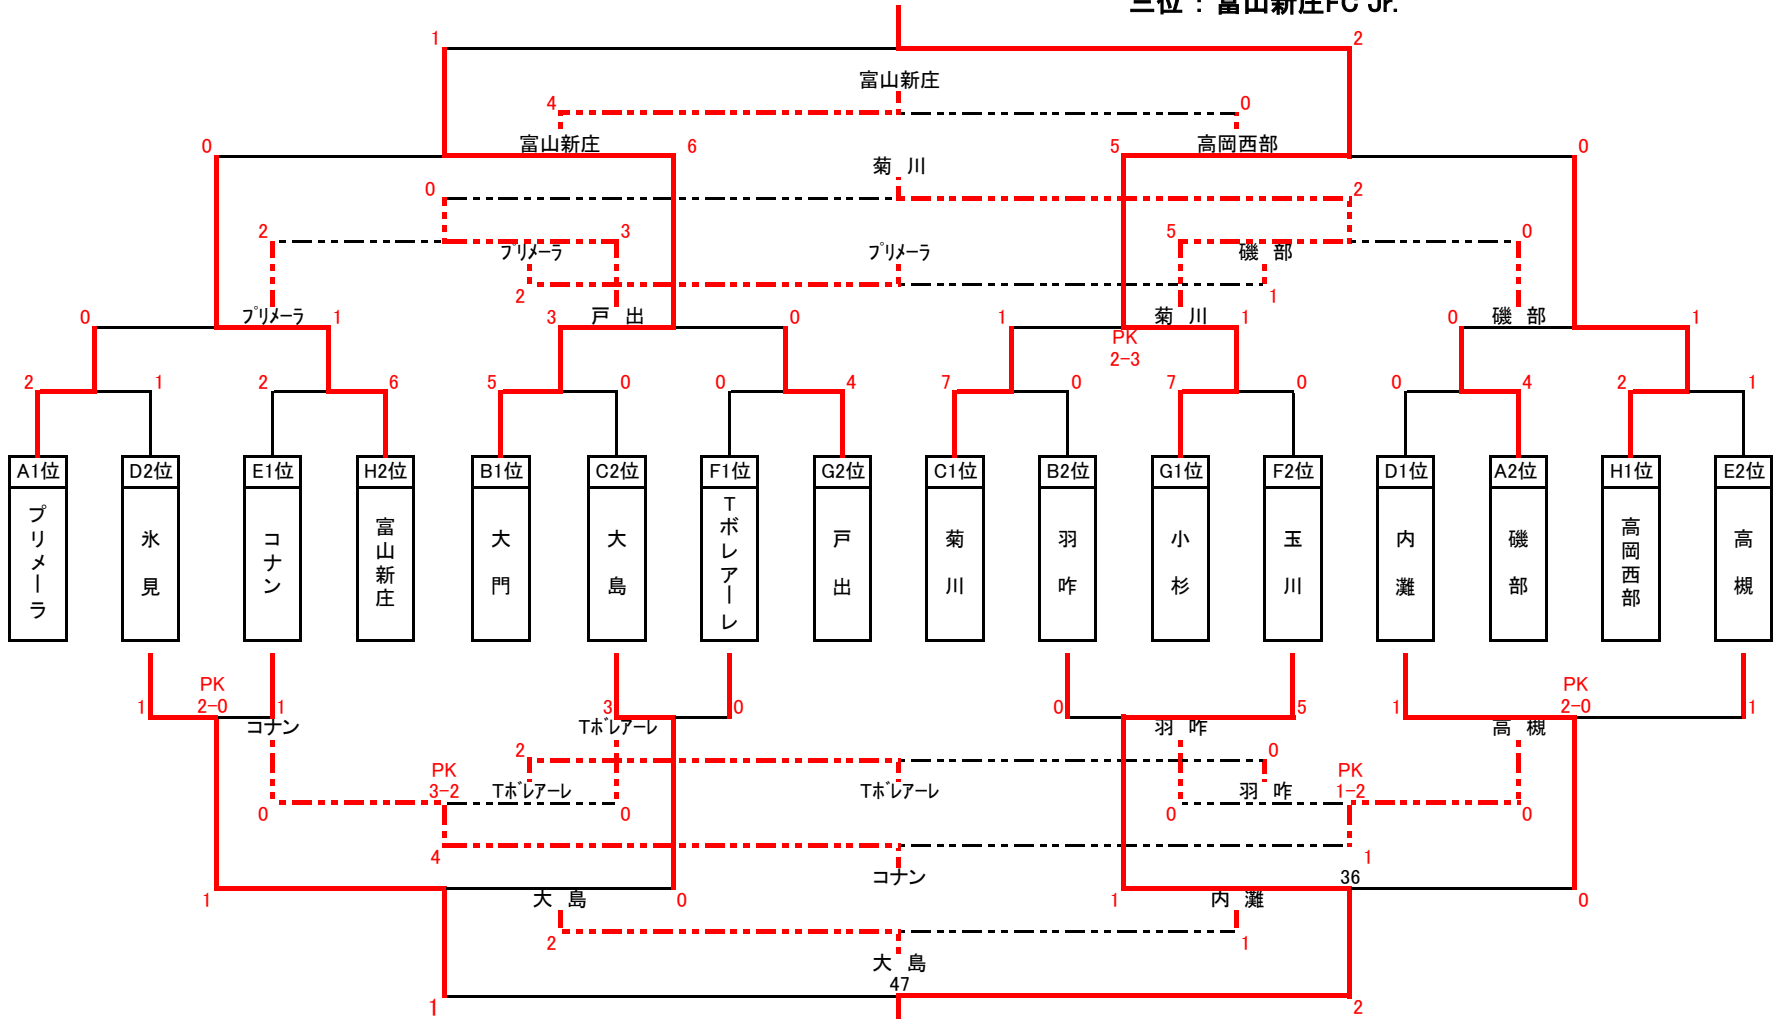 三位 : 富山新庄FC Jr.
1 2
富山新庄
4 0
0 富山新庄 6 5 高岡西部 0
菊 川
0 2
2 3 5 0
プリメーラ プリメーラ 磯 部
2 1
0 プリメーラ 1 3 戸 出 0 1 菊 川 1 0 磯 部 1
PK
2-3
2 1 2 6 5 0 0 4 7 0 7 0 0 4 2 1
A1位 D2位 E1位 H2位 B1位 C2位 F1位 G2位 C1位 B2位 G1位 F2位 D1位 A2位 H1位 E2位
プリメーラ 氷見 コナン 富山新庄 大門 大島 Tボレアーレ 戸出 菊川 羽咋 小杉 玉川 内灘 磯部 高岡西部 高槻
PK PK
1 2-0 1 3 0 0 5 1 2-0 1
コナン Tボレアーレ 羽 咋 高 槻
2 0
PK PK
3-2 Tボレアーレ Tボレアーレ 羽 咋 1-2
0 0 0 0
4 1
コナン 36
1 大 島 0 1 内 灘 0
2 1
大 島
47
1 2